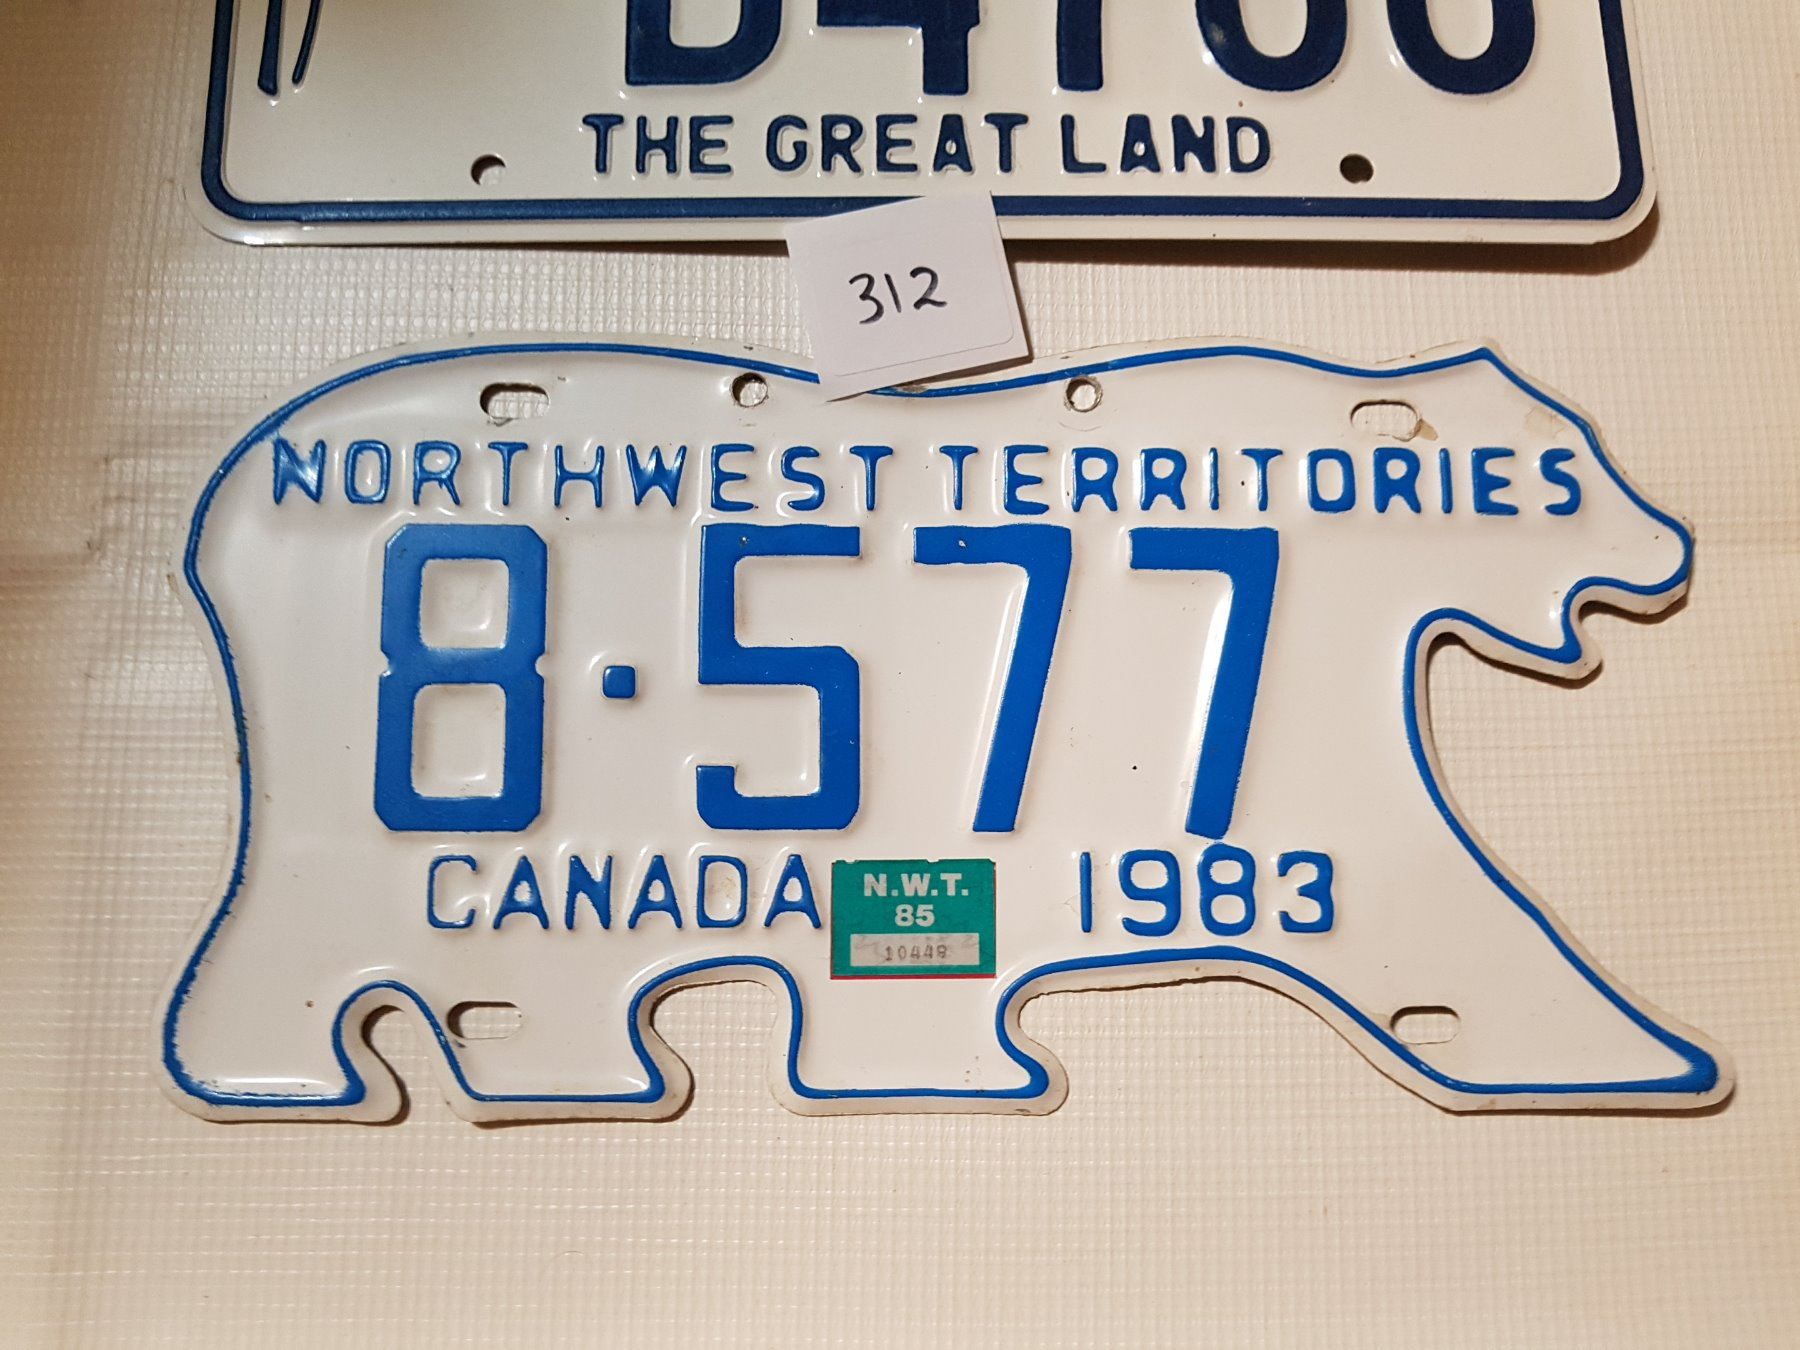 THE GREAT LAND
312
NORTHWEST TERRITORIES
8·577
CANADA 1983
N.W.T.
85
10448